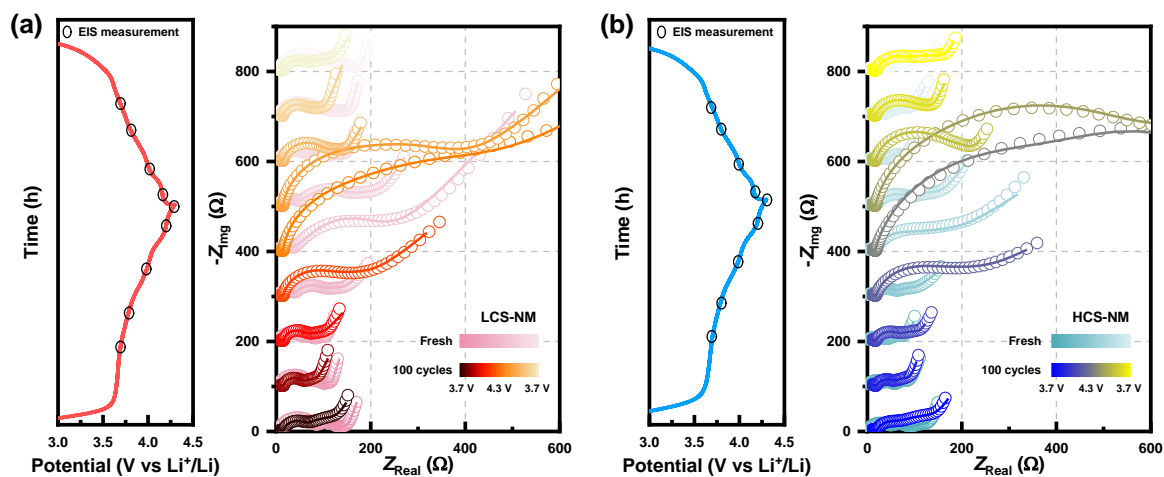 (a)
EIS measurement
Time (h)
3.0 3.5 4.0 4.5
Potential (V vs Li⁺/Li)
-Z_Img (Ω)
800
600
400
200
0
LCS-NM
Fresh
100 cycles
3.7 V 4.3 V 3.7 V
0 200 400 600
Z_Real (Ω)
(b)
EIS measurement
Time (h)
3.0 3.5 4.0 4.5
Potential (V vs Li⁺/Li)
-Z_Img (Ω)
800
600
400
200
0
HCS-NM
Fresh
100 cycles
3.7 V 4.3 V 3.7 V
0 200 400 600
Z_Real (Ω)